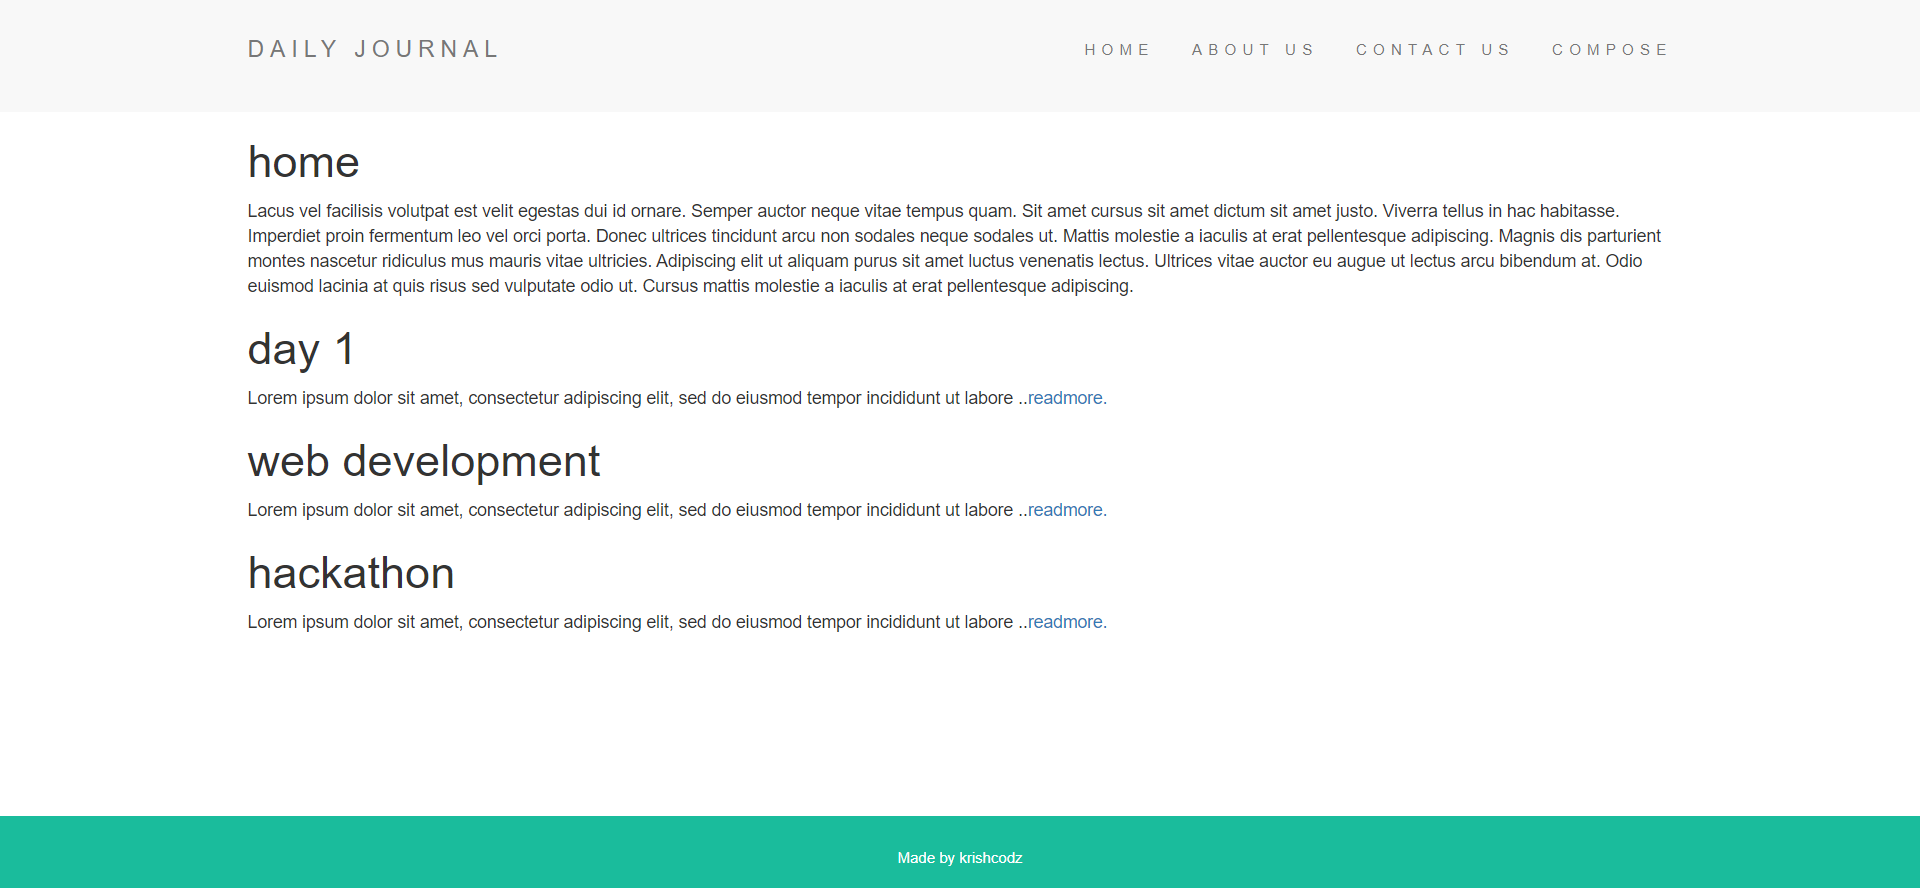 DAILY JOURNAL
HOME ABOUT US CONTACT US COMPOSE
home
Lacus vel facilisis volutpat est velit egestas dui id ornare. Semper auctor neque vitae tempus quam. Sit amet cursus sit amet dictum sit amet justo. Viverra tellus in hac habitasse.
Imperdiet proin fermentum leo vel orci porta. Donec ultrices tincidunt arcu non sodales neque sodales ut. Mattis molestie a iaculis at erat pellentesque adipiscing. Magnis dis parturient
montes nascetur ridiculus mus mauris vitae ultricies. Adipiscing elit ut aliquam purus sit amet luctus venenatis lectus. Ultrices vitae auctor eu augue ut lectus arcu bibendum at. Odio
euismod lacinia at quis risus sed vulputate odio ut. Cursus mattis molestie a iaculis at erat pellentesque adipiscing.
day 1
Lorem ipsum dolor sit amet, consectetur adipiscing elit, sed do eiusmod tempor incididunt ut labore ..readmore.
web development
Lorem ipsum dolor sit amet, consectetur adipiscing elit, sed do eiusmod tempor incididunt ut labore ..readmore.
hackathon
Lorem ipsum dolor sit amet, consectetur adipiscing elit, sed do eiusmod tempor incididunt ut labore ..readmore.
Made by krishcodz